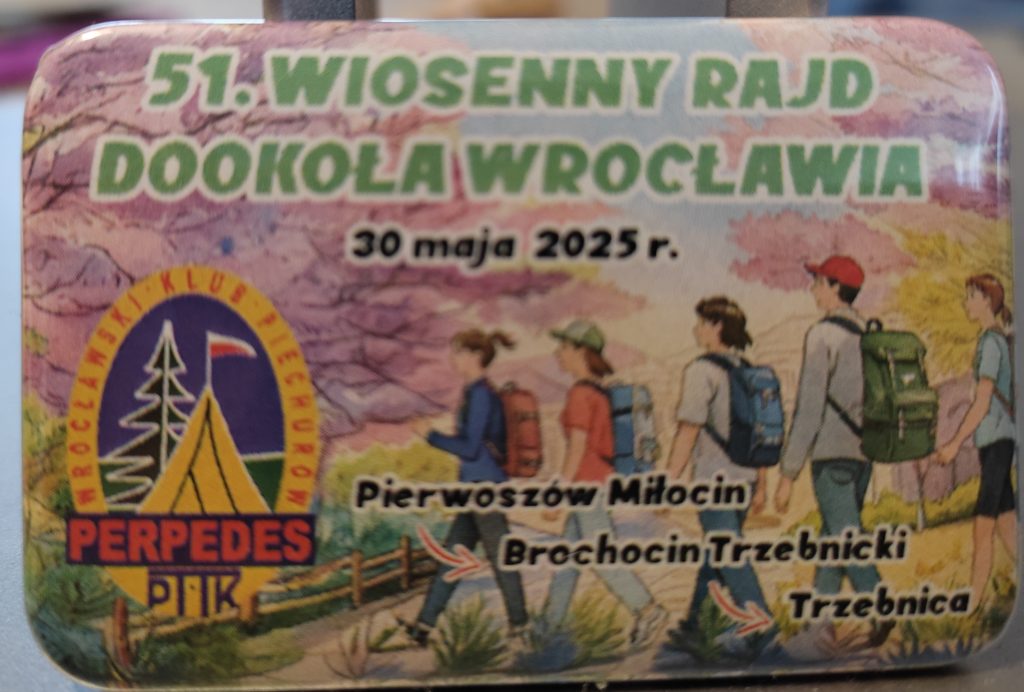 51. WIOSENNY RAJD
DOOKOŁA WROCŁAWIA
30 maja 2025 r.
WROCŁAWSKI · KLUB · PIECHURÓW
PERPEDES
PTTK
Pierwoszów Miłocin
Brochocin Trzebnicki
Trzebnica